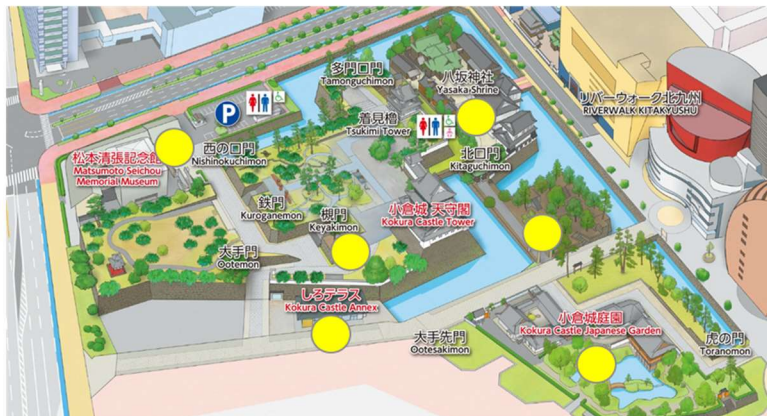 多門口門
Tamonguchimon
八坂神社
Yasaka Shrine
リバーウォーク北九州
RIVERWALK KITAKYUSHU
P
着見櫓
Tsukimi Tower
松本清張記念館
Matsumoto Seichou
Memorial Museum
西の口門
Nishinokuchimon
北口門
Kitaguchimon
鉄門
Kuroganemon
槻門
Keyakimon
小倉城 天守閣
Kokura Castle Tower
大手門
Ootemon
しろテラス
Kokura Castle Annex
大手先門
Ootesakimon
小倉城庭園
Kokura Castle Japanese Garden
虎の門
Toranomon